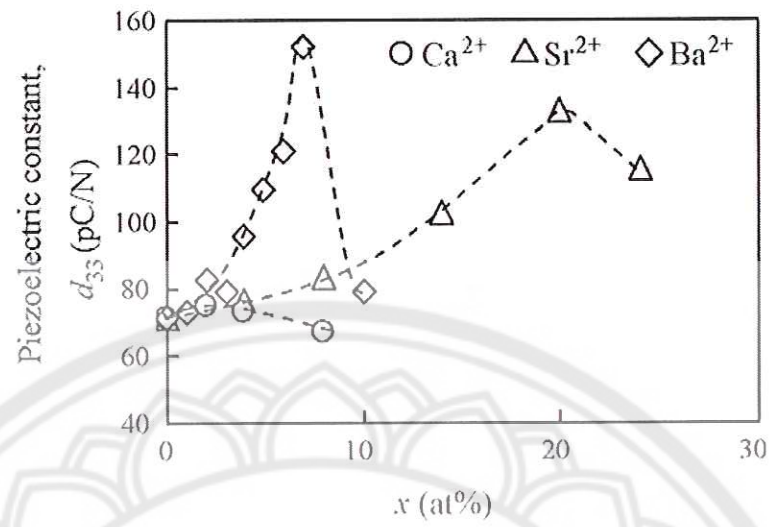 160
140
120
100
80
60
40
0
10
20
30
Ca²⁺ Sr²⁺ Ba²⁺
Piezoelectric constant,
d₃₃ (pC/N)
x (at%)